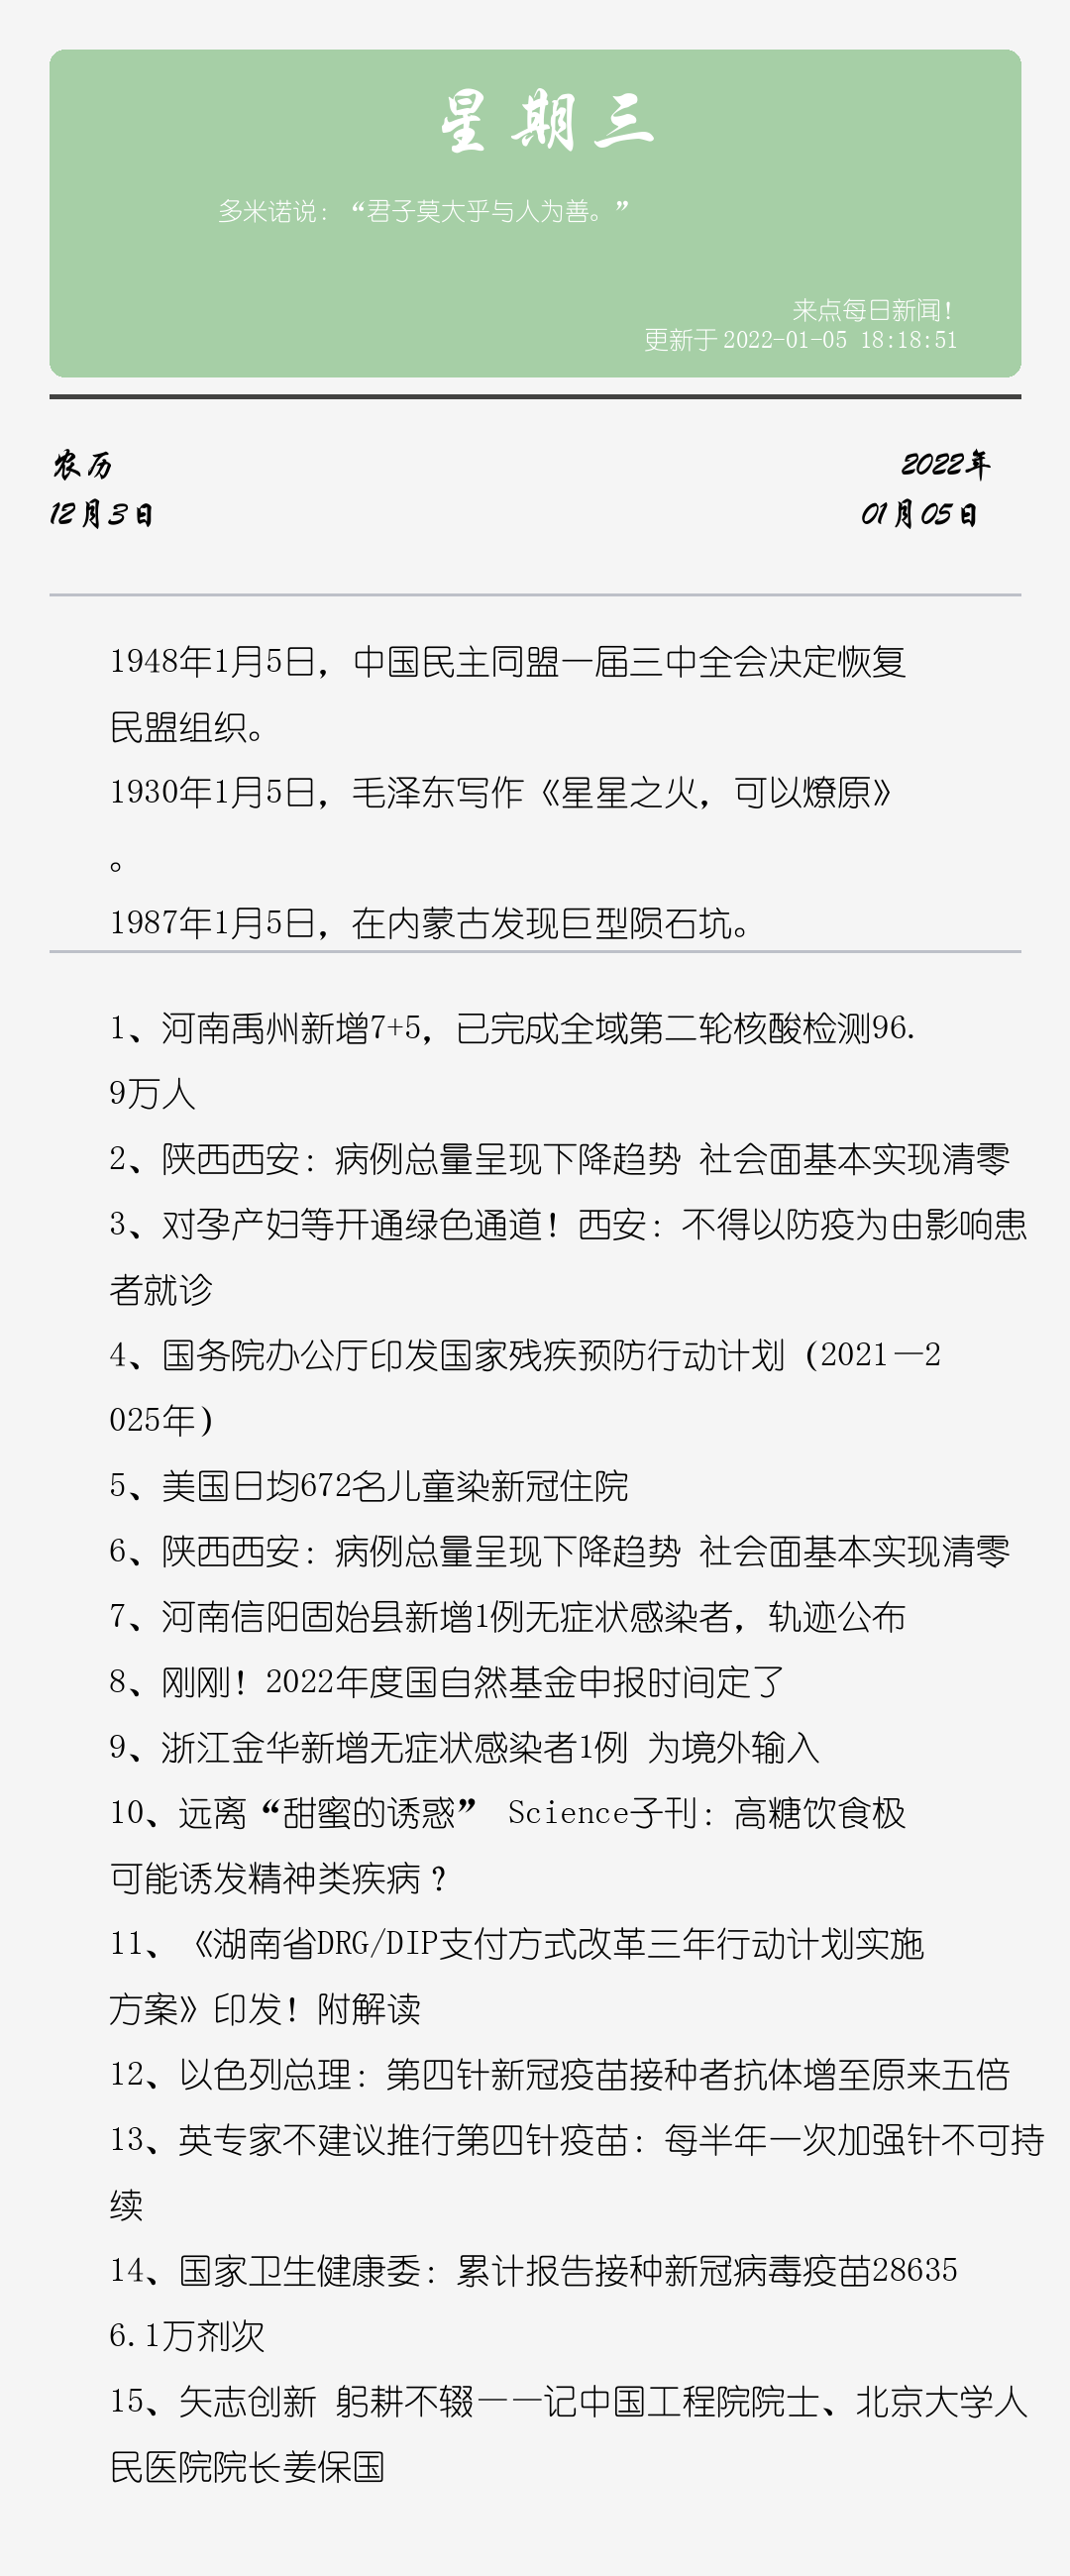 星期三
多米诺说：“君子莫大乎与人为善。”
来点每日新闻！
更新于 2022-01-05 18:18:51
农历
2022年
12月3日
01月05日
1948年1月5日，中国民主同盟一届三中全会决定恢复
民盟组织。
1930年1月5日，毛泽东写作《星星之火，可以燎原》
。
1987年1月5日，在内蒙古发现巨型陨石坑。
1、河南禹州新增7+5，已完成全域第二轮核酸检测96.
9万人
2、陕西西安：病例总量呈现下降趋势 社会面基本实现清零
3、对孕产妇等开通绿色通道！西安：不得以防疫为由影响患
者就诊
4、国务院办公厅印发国家残疾预防行动计划（2021—2
025年）
5、美国日均672名儿童染新冠住院
6、陕西西安：病例总量呈现下降趋势 社会面基本实现清零
7、河南信阳固始县新增1例无症状感染者，轨迹公布
8、刚刚！2022年度国自然基金申报时间定了
9、浙江金华新增无症状感染者1例 为境外输入
10、远离“甜蜜的诱惑” Science子刊：高糖饮食极
可能诱发精神类疾病？
11、《湖南省DRG/DIP支付方式改革三年行动计划实施
方案》印发！附解读
12、以色列总理：第四针新冠疫苗接种者抗体增至原来五倍
13、英专家不建议推行第四针疫苗：每半年一次加强针不可持
续
14、国家卫生健康委：累计报告接种新冠病毒疫苗28635
6.1万剂次
15、矢志创新 躬耕不辍——记中国工程院院士、北京大学人
民医院院长姜保国